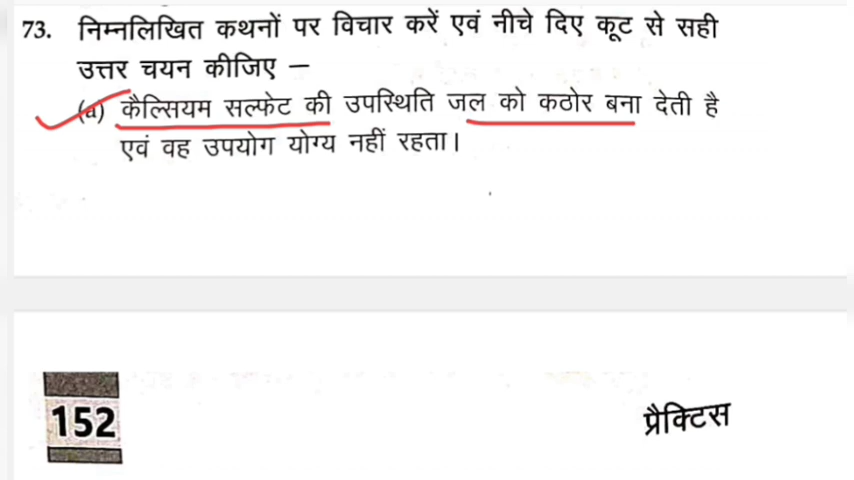 73. निम्नलिखित कथनों पर विचार करें एवं नीचे दिए कूट से सही
उत्तर चयन कीजिए –
(a) कैल्सियम सल्फेट की उपस्थिति जल को कठोर बना देती है
एवं वह उपयोग योग्य नहीं रहता।
152
प्रैक्टिस